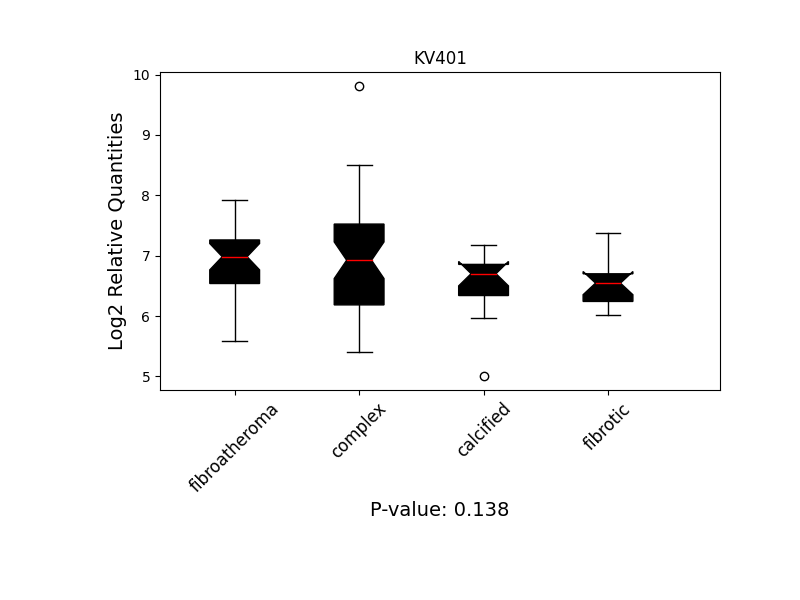 KV401
Log2 Relative Quantities
10
9
8
7
6
5
fibroatheroma
complex
calcified
fibrotic
P-value: 0.138